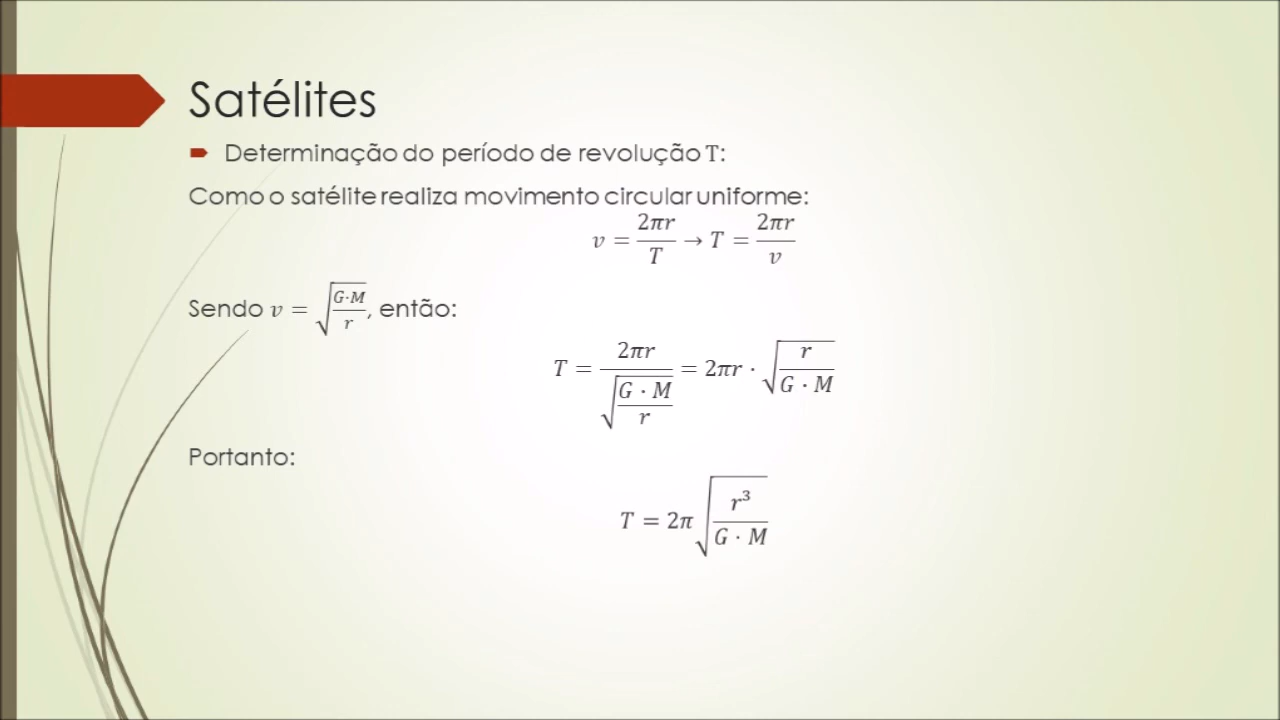 Satélites
Determinação do período de revolução T:
Como o satélite realiza movimento circular uniforme:
v = 2πr/T → T = 2πr/v
Sendo v = √(G·M/r), então:
T = 2πr/√(G · M/r) = 2πr · √(r/(G · M))
Portanto:
T = 2π√(r³/(G · M))